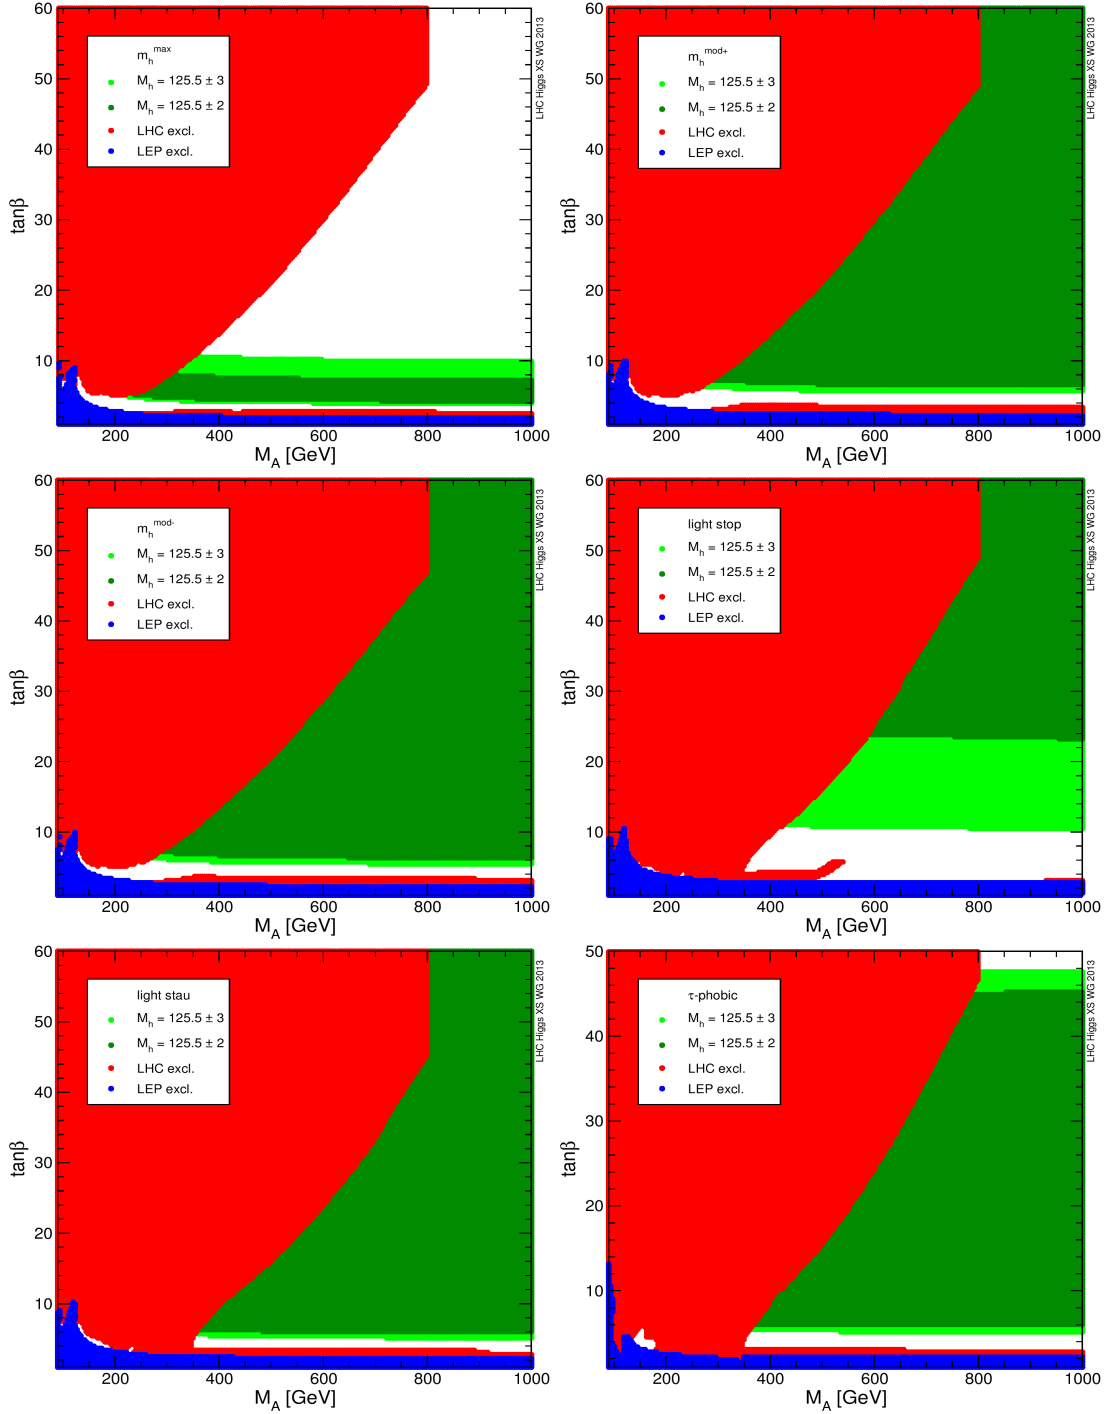 60
50
40
30
20
10
200
400
600
800
1000
tanβ
M_A [GeV]
LHC Higgs XS WG 2013
m_h^max
M_h = 125.5 ± 3
M_h = 125.5 ± 2
LHC excl.
LEP excl.
60
50
40
30
20
10
200
400
600
800
1000
tanβ
M_A [GeV]
LHC Higgs XS WG 2013
m_h^mod+
M_h = 125.5 ± 3
M_h = 125.5 ± 2
LHC excl.
LEP excl.
60
50
40
30
20
10
200
400
600
800
1000
tanβ
M_A [GeV]
LHC Higgs XS WG 2013
m_h^mod-
M_h = 125.5 ± 3
M_h = 125.5 ± 2
LHC excl.
LEP excl.
60
50
40
30
20
10
200
400
600
800
1000
tanβ
M_A [GeV]
LHC Higgs XS WG 2013
light stop
M_h = 125.5 ± 3
M_h = 125.5 ± 2
LHC excl.
LEP excl.
60
50
40
30
20
10
200
400
600
800
1000
tanβ
M_A [GeV]
LHC Higgs XS WG 2013
light stau
M_h = 125.5 ± 3
M_h = 125.5 ± 2
LHC excl.
LEP excl.
50
40
30
20
10
200
400
600
800
1000
tanβ
M_A [GeV]
LHC Higgs XS WG 2013
τ-phobic
M_h = 125.5 ± 3
M_h = 125.5 ± 2
LHC excl.
LEP excl.